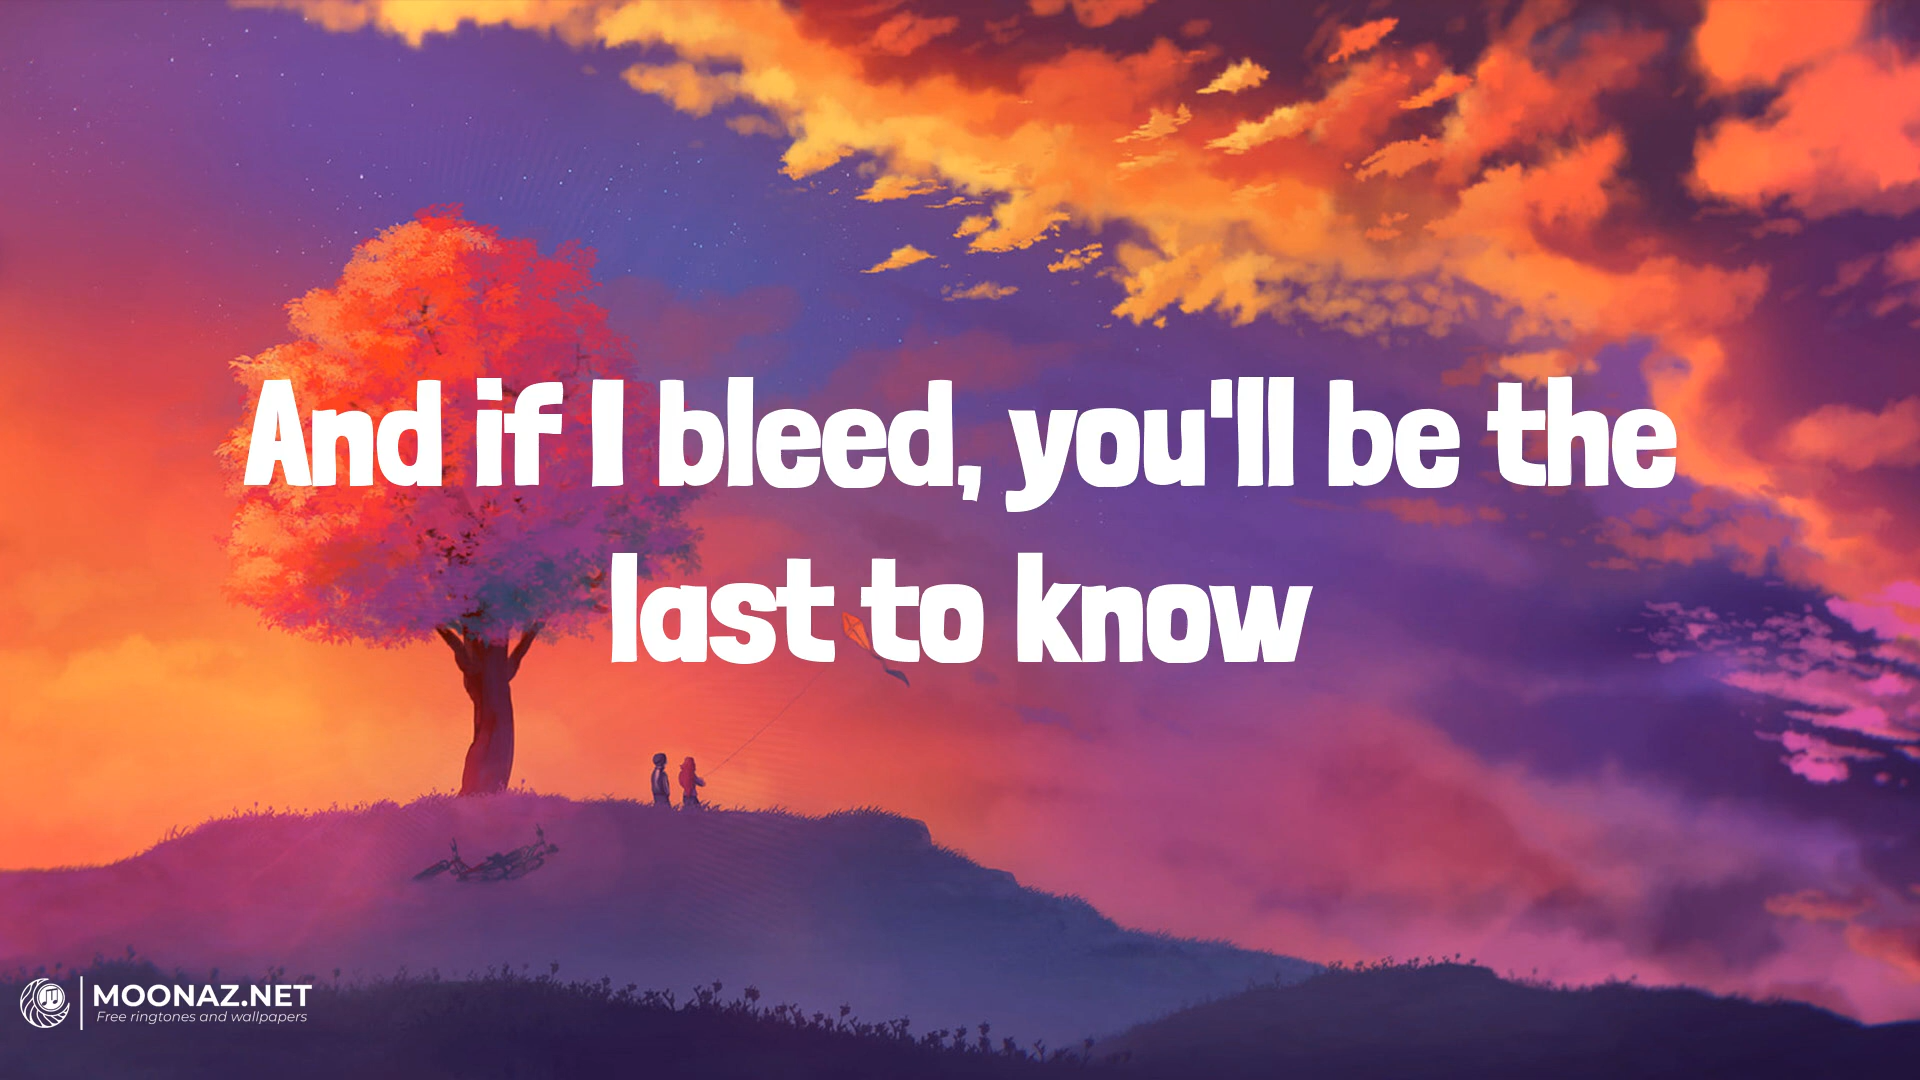 And if I bleed, you'll be the
last to know
MOONAZ.NET
Free ringtones and wallpapers